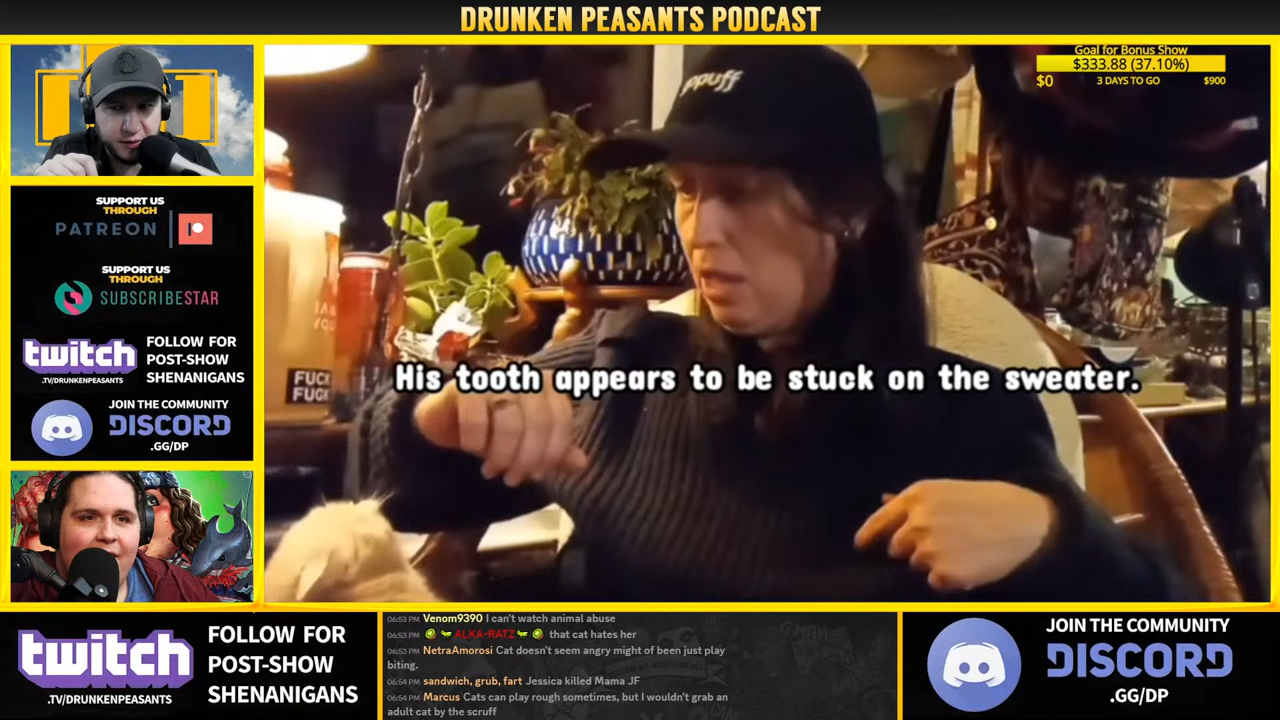 DRUNKEN PEASANTS PODCAST
Goal for Bonus Show
$333.88 (37.10%)
$0
3 DAYS TO GO
$900
ppuff
SUPPORT US
THROUGH
PATREON
SUPPORT US
THROUGH
SUBSCRIBESTAR
twitch
.TV/DRUNKENPEASANTS
FOLLOW FOR
POST-SHOW
SHENANIGANS
JOIN THE COMMUNITY
DISCORD
.GG/DP
FUCK
FUCK
His tooth appears to be stuck on the sweater.
twitch
.TV/DRUNKENPEASANTS
FOLLOW FOR
POST-SHOW
SHENANIGANS
06:53 PM Venom9390 I can't watch animal abuse
06:53 PM ALKA-RATZ that cat hates her
06:53 PM NetraAmorosi Cat doesn't seem angry might of been just play
biting.
06:54 PM sandwich, grub, fart Jessica killed Mama JF
06:54 PM Marcus Cats can play rough sometimes, but I wouldn't grab an
adult cat by the scruff
JOIN THE COMMUNITY
DISCORD
.GG/DP